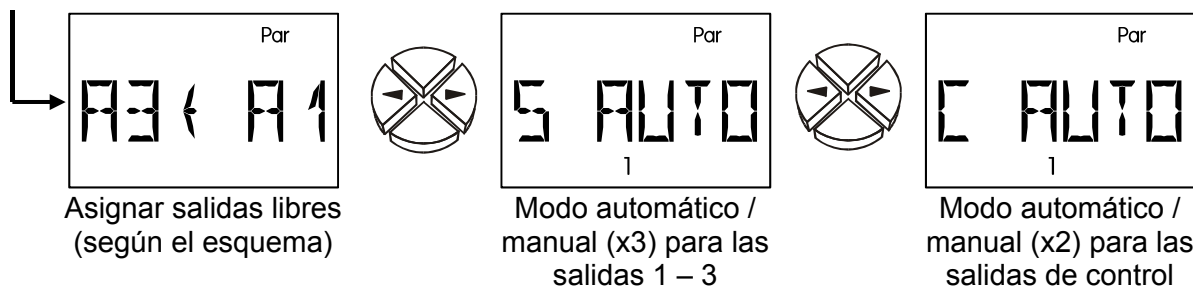 Par
A3 < A 1
Asignar salidas libres
(según el esquema)
Par
S AUTO
1
Modo automático /
manual (x3) para las
salidas 1 – 3
Par
C AUTO
1
Modo automático /
manual (x2) para las
salidas de control